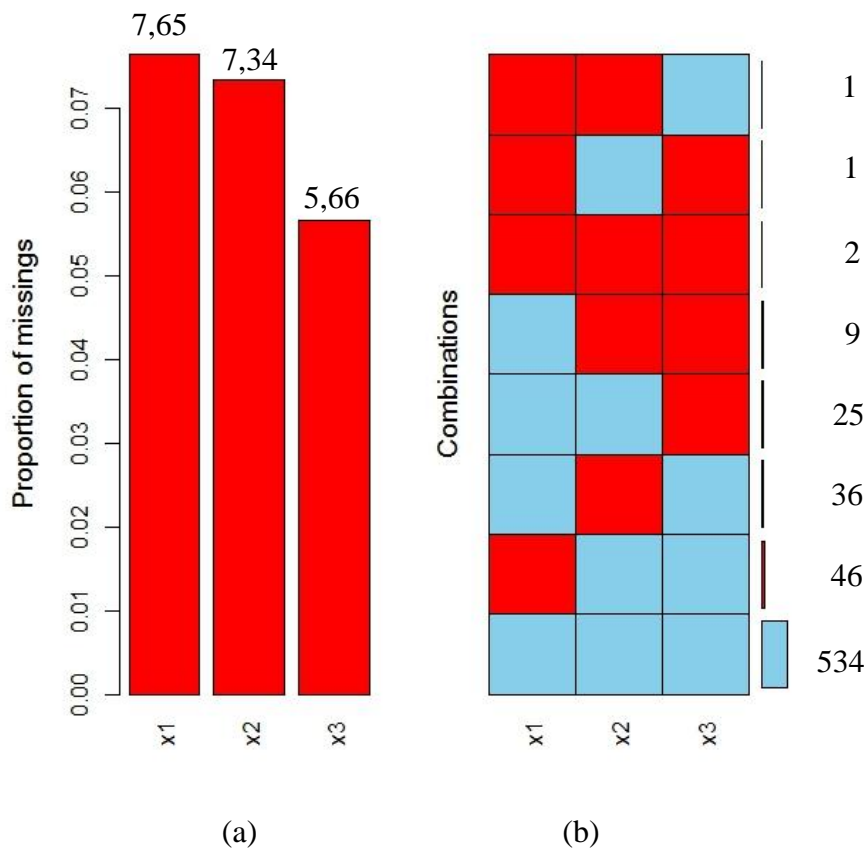 7,65
7,34
5,66
Proportion of missings
0.07
0.06
0.05
0.04
0.03
0.02
0.01
0.00
x1
x2
x3
(a)
Combinations
1
1
2
9
25
36
46
534
x1
x2
x3
(b)